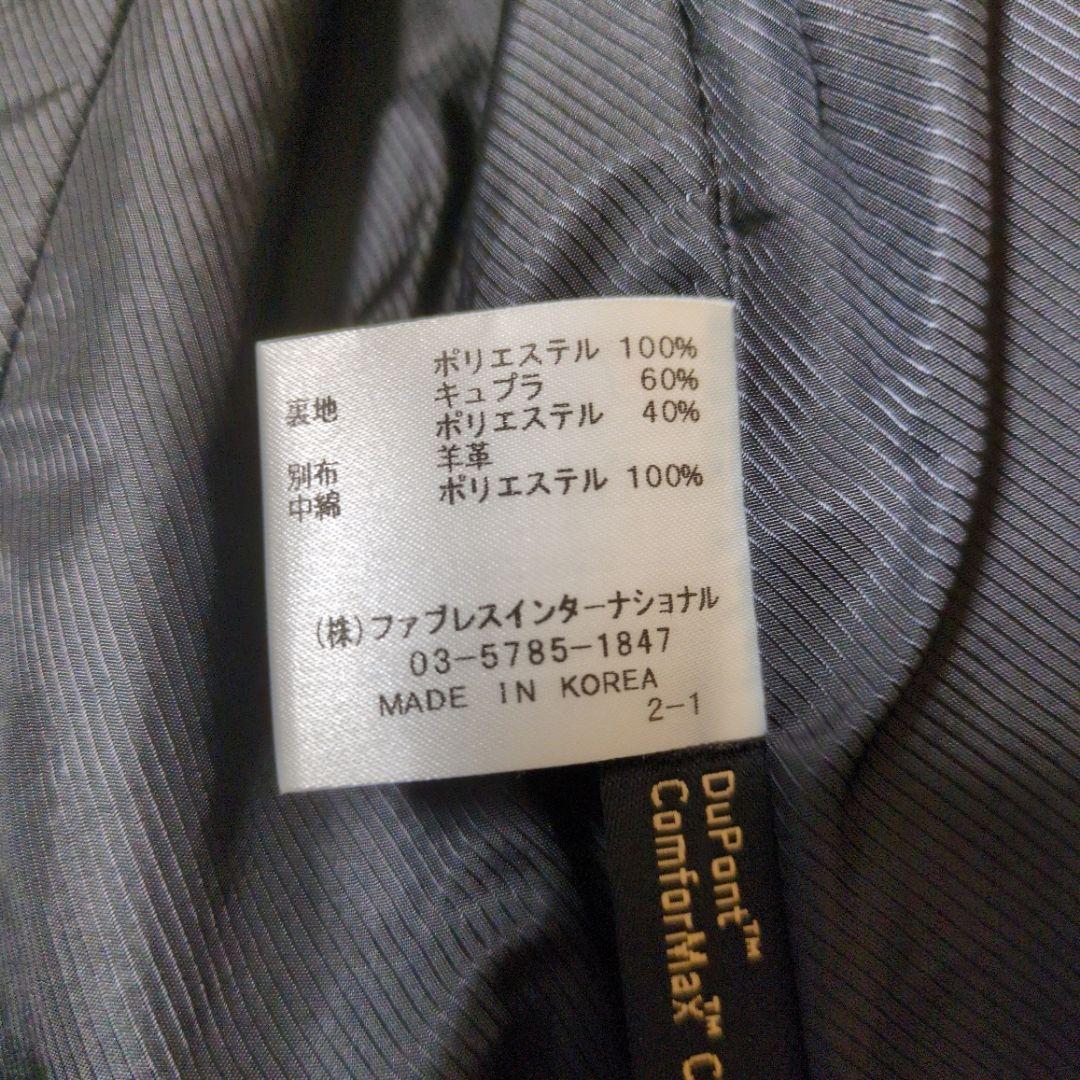 ポリエステル 100%
裏地 キュプラ 60%
ポリエステル 40%
別布 羊革
中綿 ポリエステル 100%
(株)ファブレスインターナショナル
03-5785-1847
MADE IN KOREA
2-1
DuPont™
ComforMax™ C